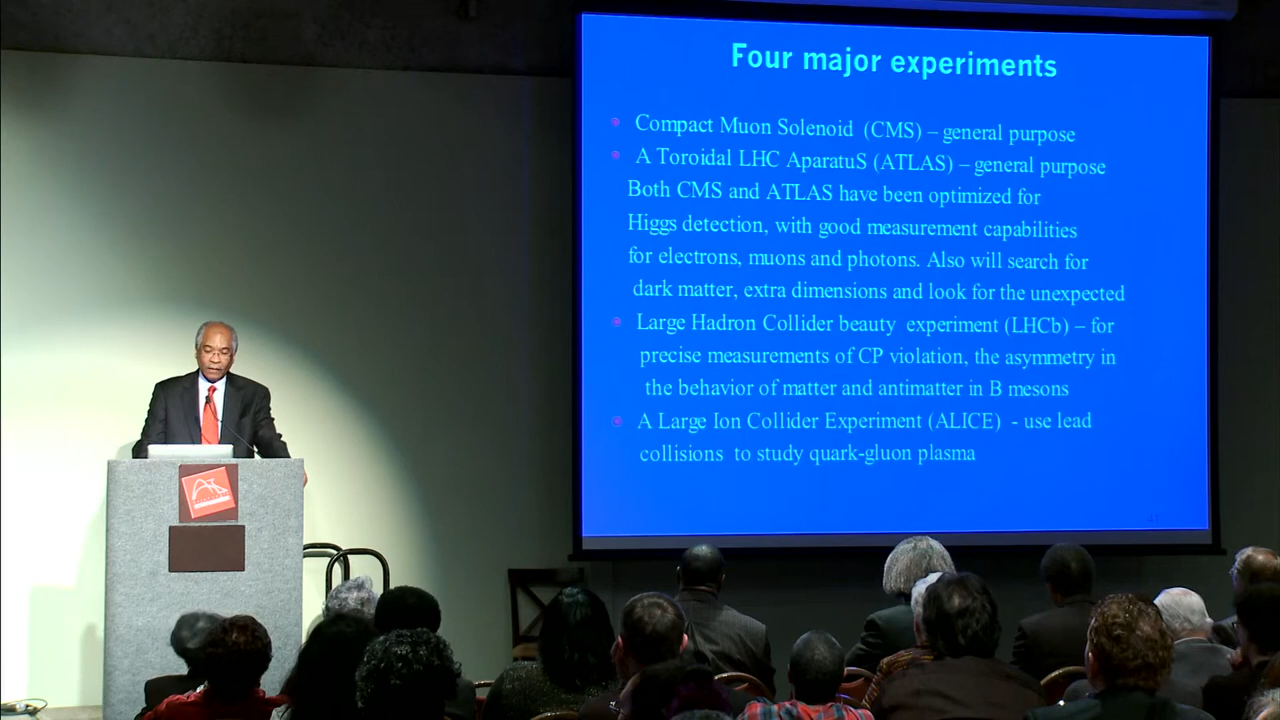 Four major experiments
Compact Muon Solenoid (CMS) – general purpose
A Toroidal LHC AparatuS (ATLAS) – general purpose
Both CMS and ATLAS have been optimized for
Higgs detection, with good measurement capabilities
for electrons, muons and photons. Also will search for
dark matter, extra dimensions and look for the unexpected
Large Hadron Collider beauty experiment (LHCb) – for
precise measurements of CP violation, the asymmetry in
the behavior of matter and antimatter in B mesons
A Large Ion Collider Experiment (ALICE) - use lead
collisions to study quark-gluon plasma